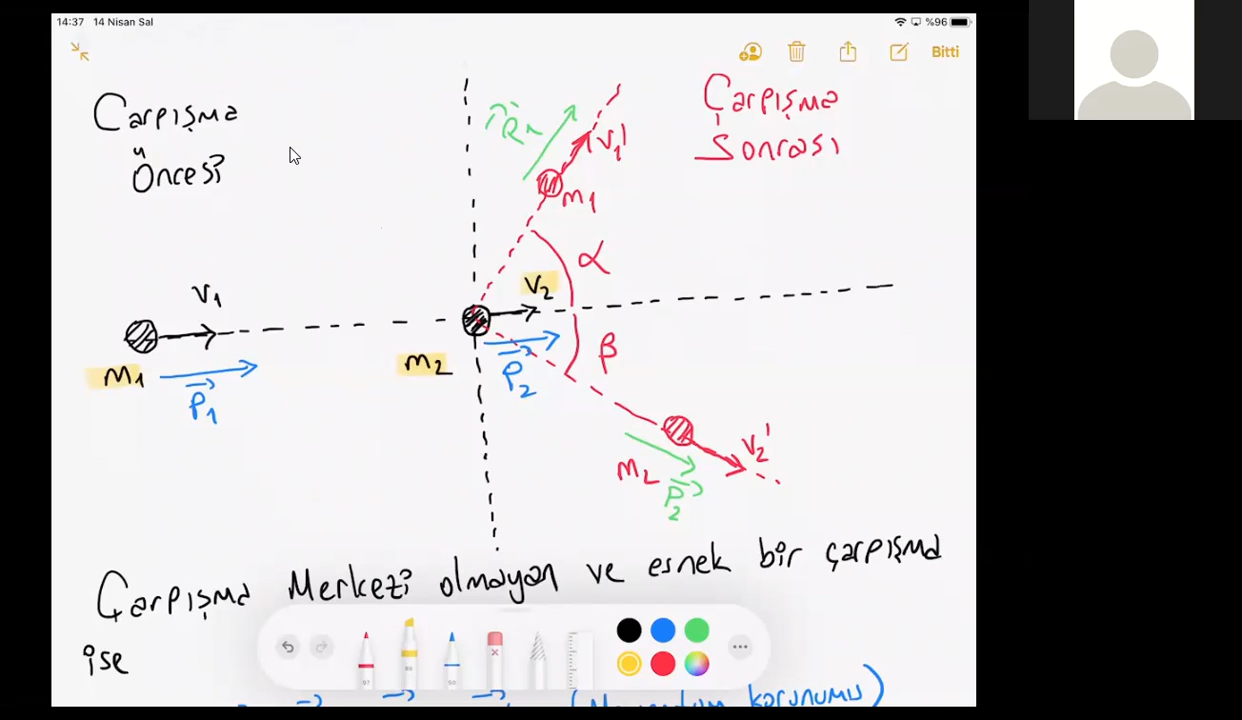 14:37 14 Nisan Sal
%96
Bitti
Çarpışma
Öncesi
Çarpışma
Sonrası
V1'
m1
α
V1
V2
m1
P1
m2
P2
β
V2'
m2
P2
Çarpışma Merkezi olmayan ve esnek bir çarpışma
ise
korunumu)